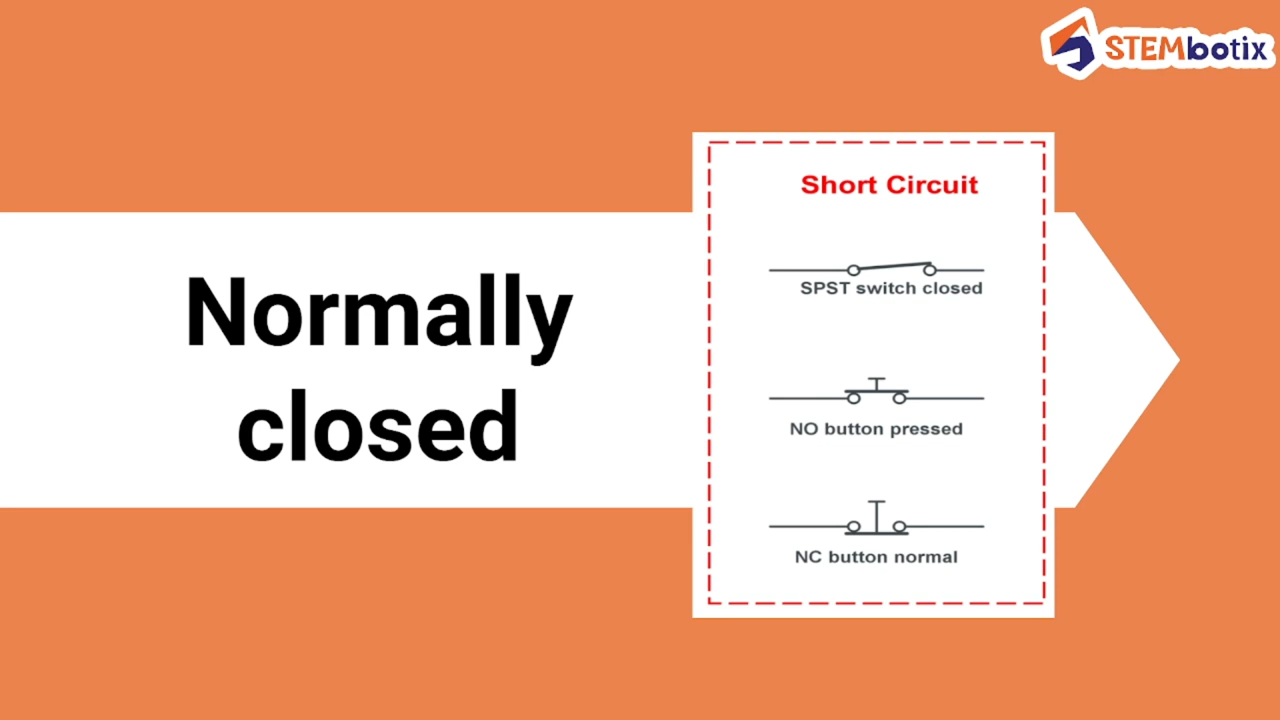 STEMbotix
Normally
closed
Short Circuit
SPST switch closed
NO button pressed
NC button normal